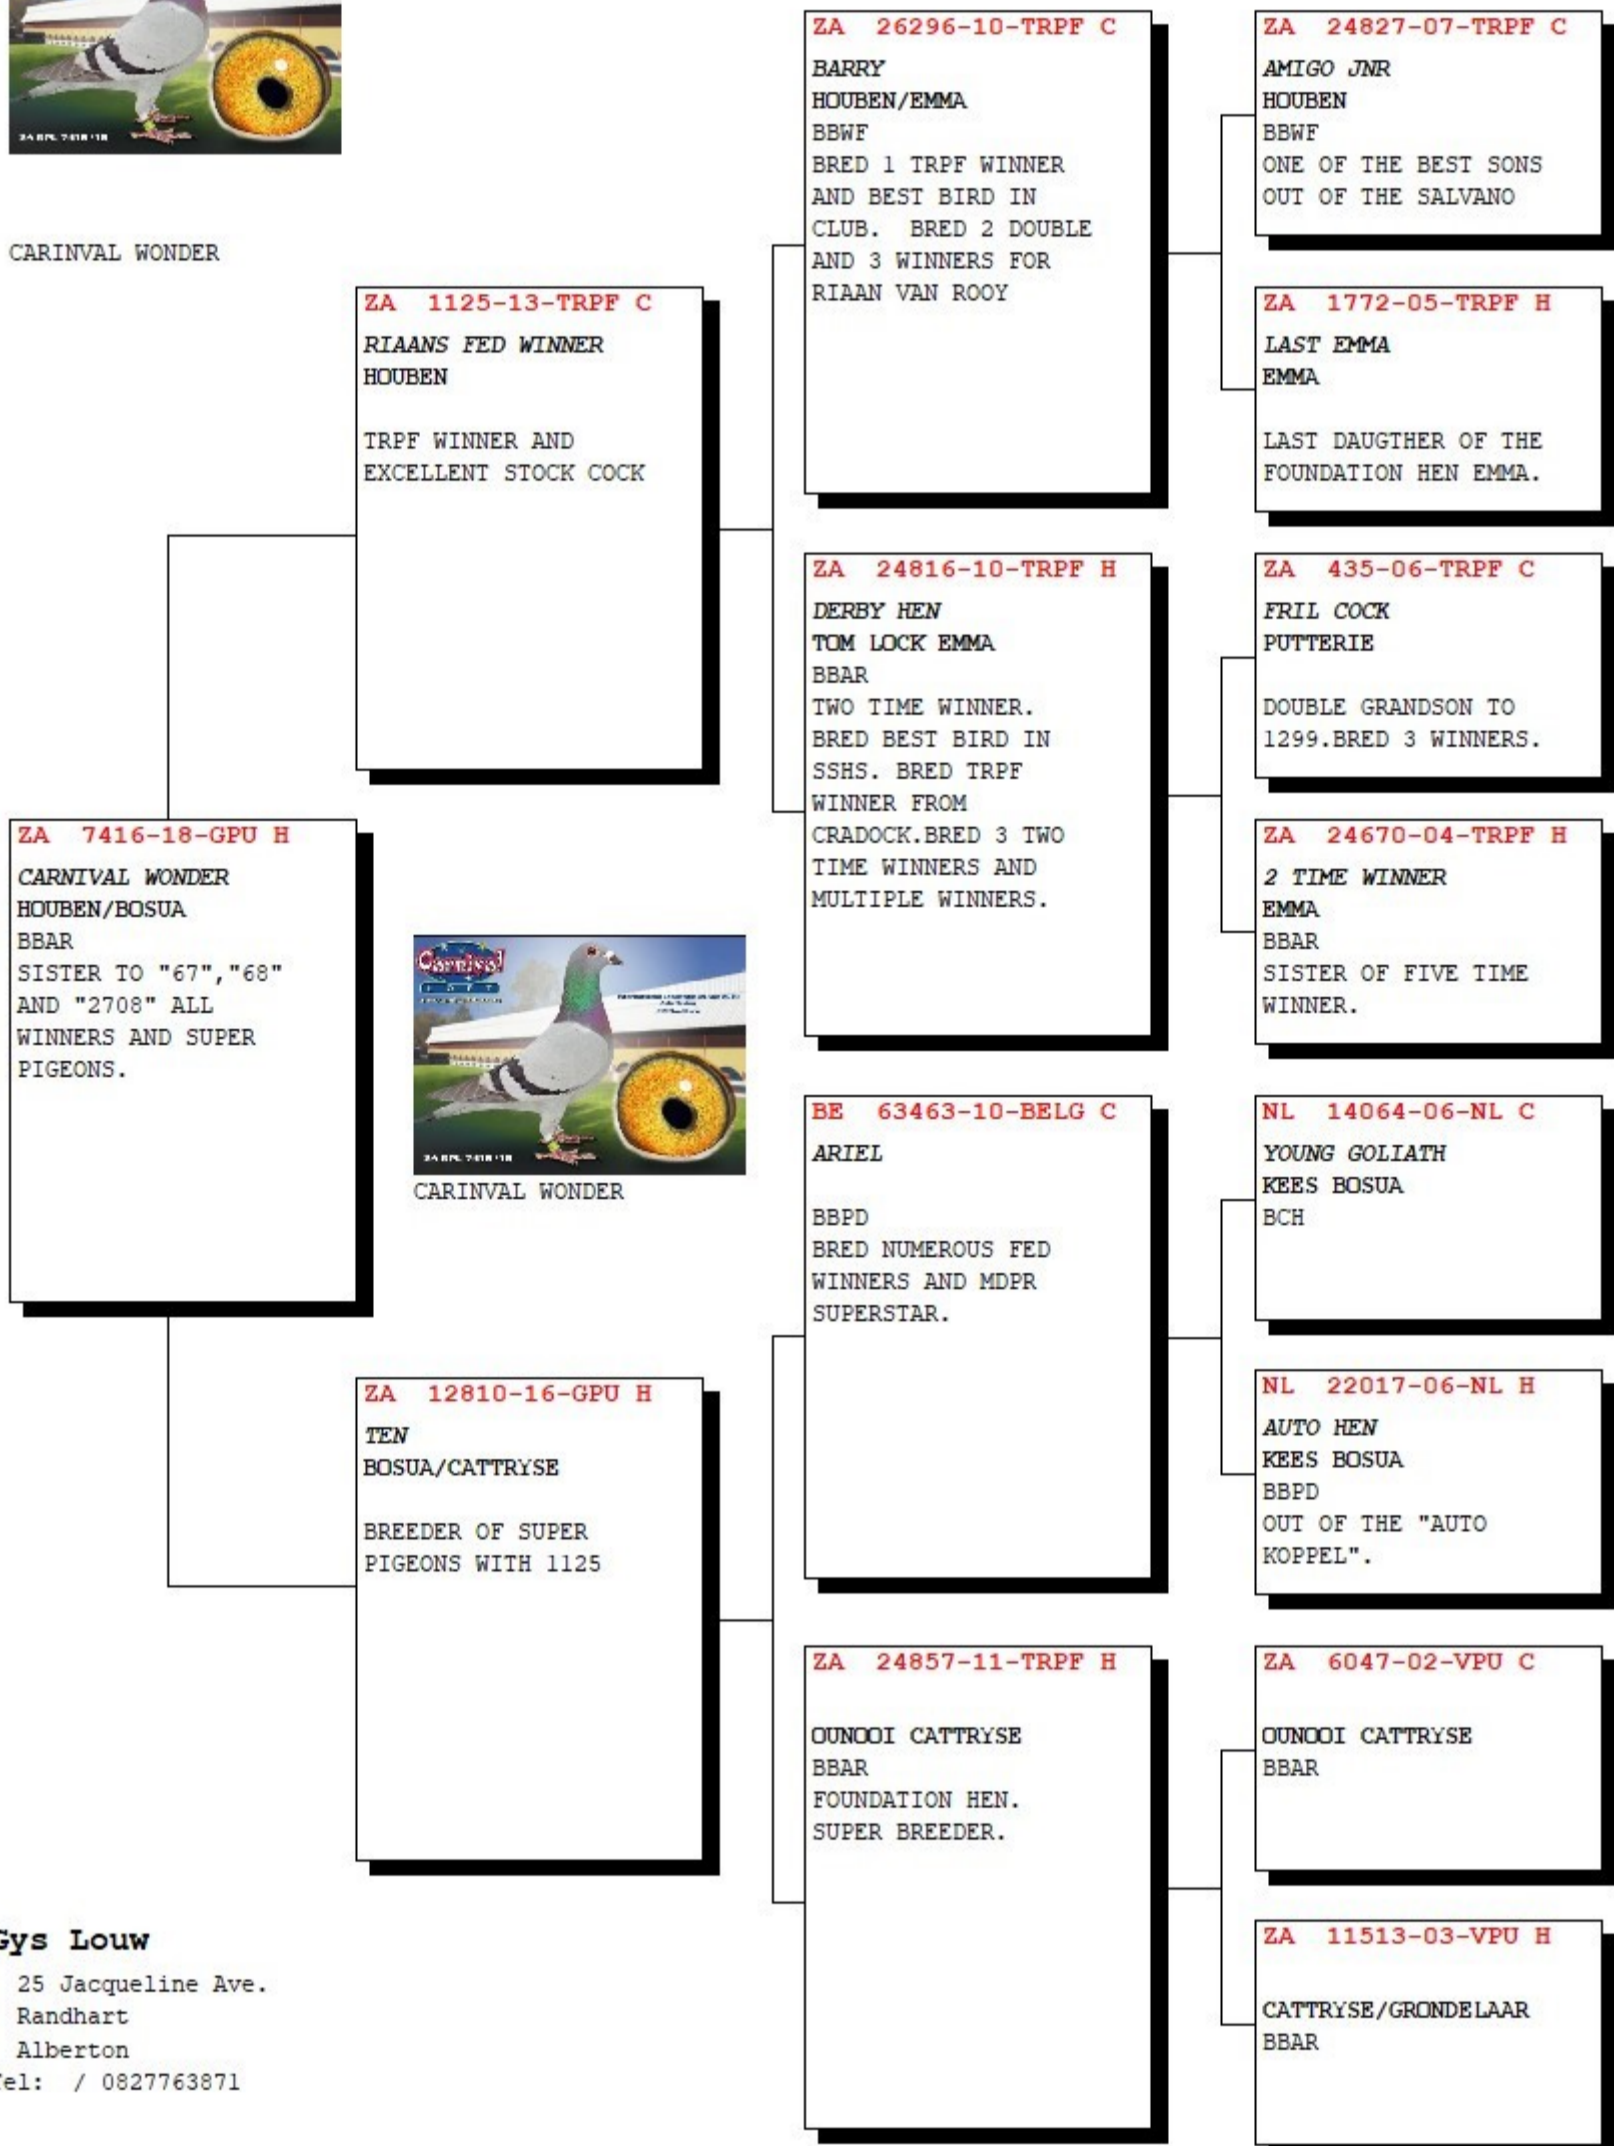 ZA 7418 '18
CARINVAL WONDER
ZA 7416-18-GPU H
CARNIVAL WONDER
HOUBEN/BOSUA
BBAR
SISTER TO "67","68"
AND "2708" ALL
WINNERS AND SUPER
PIGEONS.
ZA 1125-13-TRPF C
RIAANS FED WINNER
HOUBEN
TRPF WINNER AND
EXCELLENT STOCK COCK
Carnival
CARINVAL WONDER
ZA 12810-16-GPU H
TEN
BOSUA/CATTRYSE
BREEDER OF SUPER
PIGEONS WITH 1125
ZA 26296-10-TRPF C
BARRY
HOUBEN/EMMA
BBWF
BRED 1 TRPF WINNER
AND BEST BIRD IN
CLUB. BRED 2 DOUBLE
AND 3 WINNERS FOR
RIAAN VAN ROOY
ZA 24816-10-TRPF H
DERBY HEN
TOM LOCK EMMA
BBAR
TWO TIME WINNER.
BRED BEST BIRD IN
SSHS. BRED TRPF
WINNER FROM
CRADOCK.BRED 3 TWO
TIME WINNERS AND
MULTIPLE WINNERS.
BE 63463-10-BELG C
ARIEL
BBPD
BRED NUMEROUS FED
WINNERS AND MDPR
SUPERSTAR.
ZA 24857-11-TRPF H
OUNOOI CATTRYSE
BBAR
FOUNDATION HEN.
SUPER BREEDER.
ZA 24827-07-TRPF C
AMIGO JNR
HOUBEN
BBWF
ONE OF THE BEST SONS
OUT OF THE SALVANO
ZA 1772-05-TRPF H
LAST EMMA
EMMA
LAST DAUGTHER OF THE
FOUNDATION HEN EMMA.
ZA 435-06-TRPF C
FRIL COCK
PUTTERIE
DOUBLE GRANDSON TO
1299.BRED 3 WINNERS.
ZA 24670-04-TRPF H
2 TIME WINNER
EMMA
BBAR
SISTER OF FIVE TIME
WINNER.
NL 14064-06-NL C
YOUNG GOLIATH
KEES BOSUA
BCH
NL 22017-06-NL H
AUTO HEN
KEES BOSUA
BBPD
OUT OF THE "AUTO
KOPPEL".
ZA 6047-02-VPU C
OUNOOI CATTRYSE
BBAR
ZA 11513-03-VPU H
CATTRYSE/GRONDELAAR
BBAR
Gys Louw
25 Jacqueline Ave.
Randhart
Alberton
Tel: / 0827763871